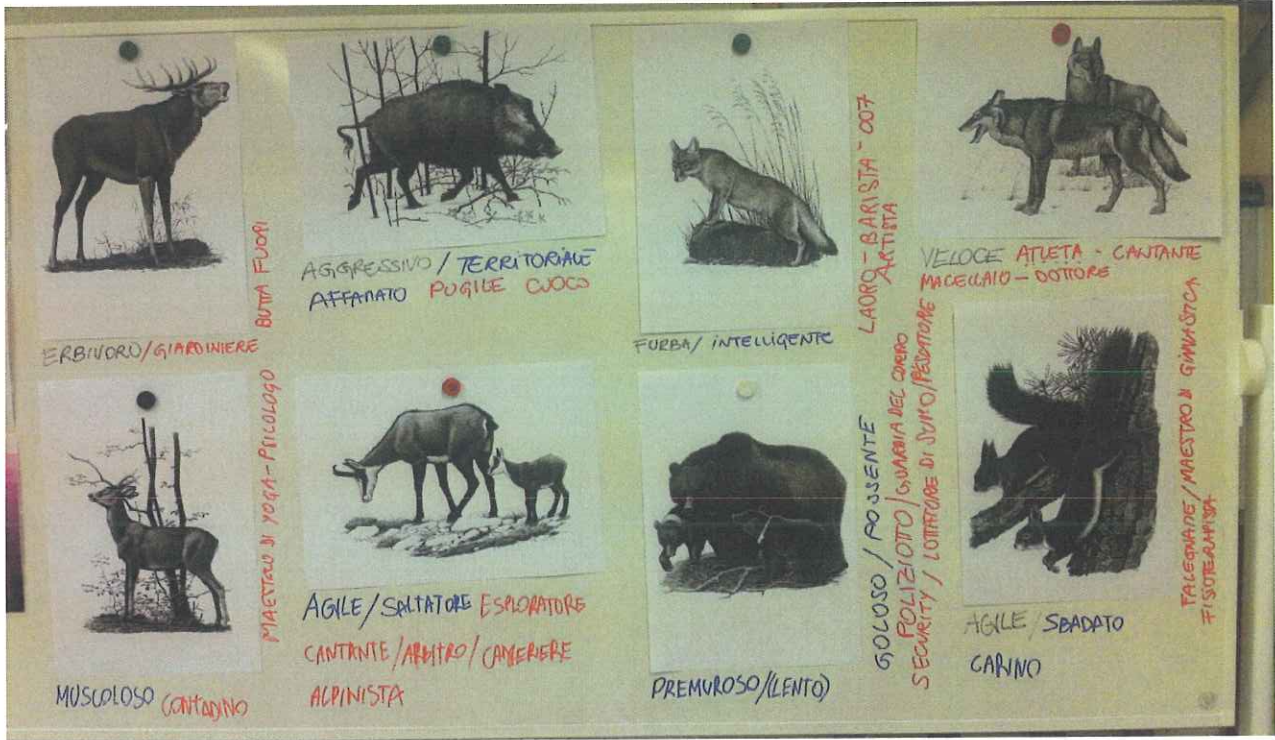 ERBIVORO/GIARDINIERE
BUTTA FUORI
AGGRESSIVO/TERRITORIALE
AFFAMATO PUGILE CUOCO
FURBA/INTELLIGENTE
LADRO-BARISTA-007
ARTISTA
VELOCE ATLETA - CANTANTE
MACELLAIO-DOTTORE
MUSCOLOSO CONTADINO
MAESTRO DI YOGA-PSICOLOGO
AGILE/SALTATORE ESPLORATORE
CANTANTE/ARBITRO/CAMERIERE
ALPINISTA
PREMUROSO/(LENTO)
GOLOSO/POSSENTE
POLIZIOTTO/GUARDIA DEL CORPO
SECURITY/LOTTATORE DI SUMO/PESCATORE
AGILE/SBADATO
CARINO
FALEGNAME/MAESTRO DI GINNASTICA
FISIOTERAPISTA